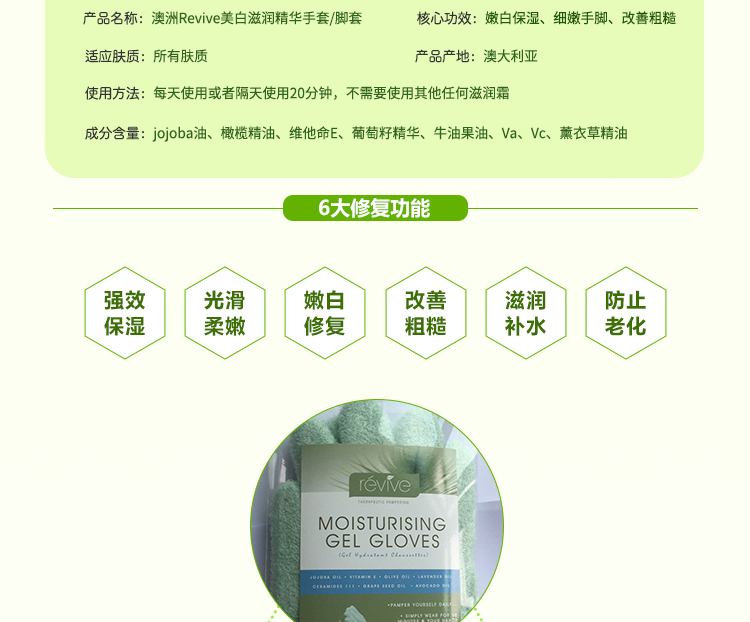 产品名称：澳洲Revive美白滋润精华手套/脚套
核心功效：嫩白保湿、细嫩手脚、改善粗糙
适应肤质：所有肤质
产品产地：澳大利亚
使用方法：每天使用或者隔天使用20分钟，不需要使用其他任何滋润霜
成分含量：jojoba油、橄榄精油、维他命E、葡萄籽精华、牛油果油、Va、Vc、薰衣草精油
6大修复功能
强效
保湿
光滑
柔嫩
嫩白
修复
改善
粗糙
滋润
补水
防止
老化
révive
THERAPEUTIC PAMPERING
MOISTURISING
GEL GLOVES
(Gel Hydratant Chaussettes)
JOJOBA OIL • VITAMIN E • OLIVE OIL • LAVENDER OIL
CERAMIDES 111 • GRAPE SEED OIL • AVOCADO OIL
•PAMPER YOURSELF DAILY
• SIMPLY WEAR FOR
MINUTES & YOUR HANDS